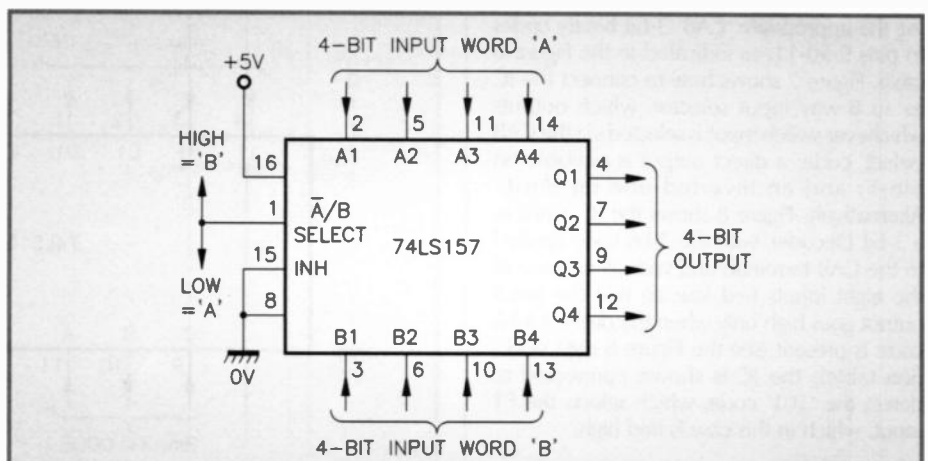 4-BIT INPUT WORD 'A'
+5V
2 5 11 14
HIGH
='B'
16
A1 A2 A3 A4
4
Q1
1
A̅/B
SELECT
74LS157
7
Q2
4-BIT
OUTPUT
15
INH
9
Q3
LOW
='A'
8
12
Q4
B1 B2 B3 B4
0V
3 6 10 13
4-BIT INPUT WORD 'B'